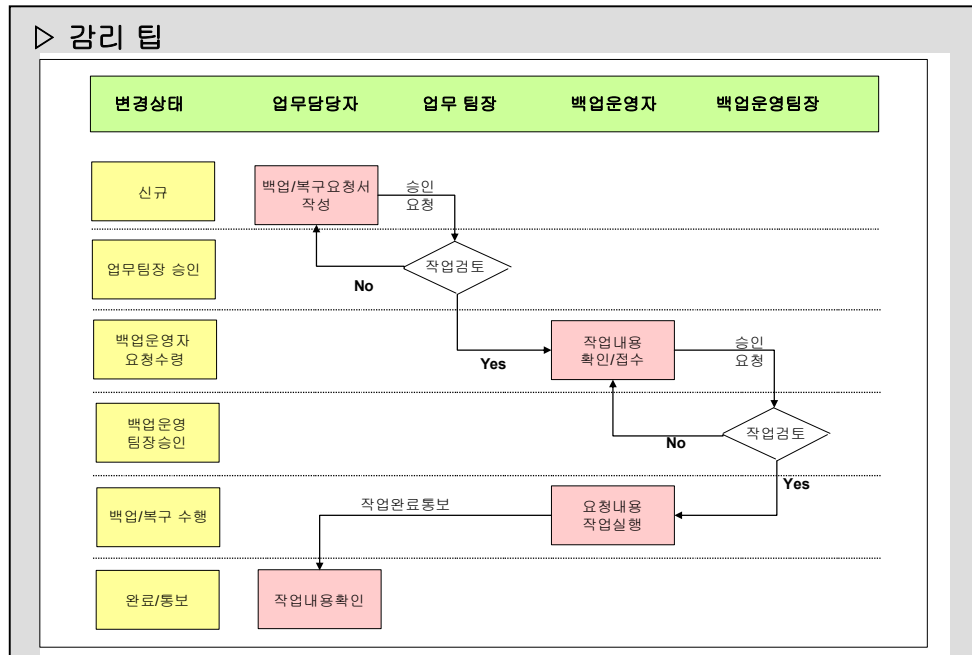 ▷ 감리 팁
변경상태 업무담당자 업무 팀장 백업운영자 백업운영팀장
신규
백업/복구요청서
작성
승인
요청
업무팀장 승인
작업검토
No
백업운영자
요청수령
Yes
작업내용
확인/접수
승인
요청
백업운영
팀장승인
작업검토
No
Yes
백업/복구 수행
작업완료통보
요청내용
작업실행
완료/통보
작업내용확인